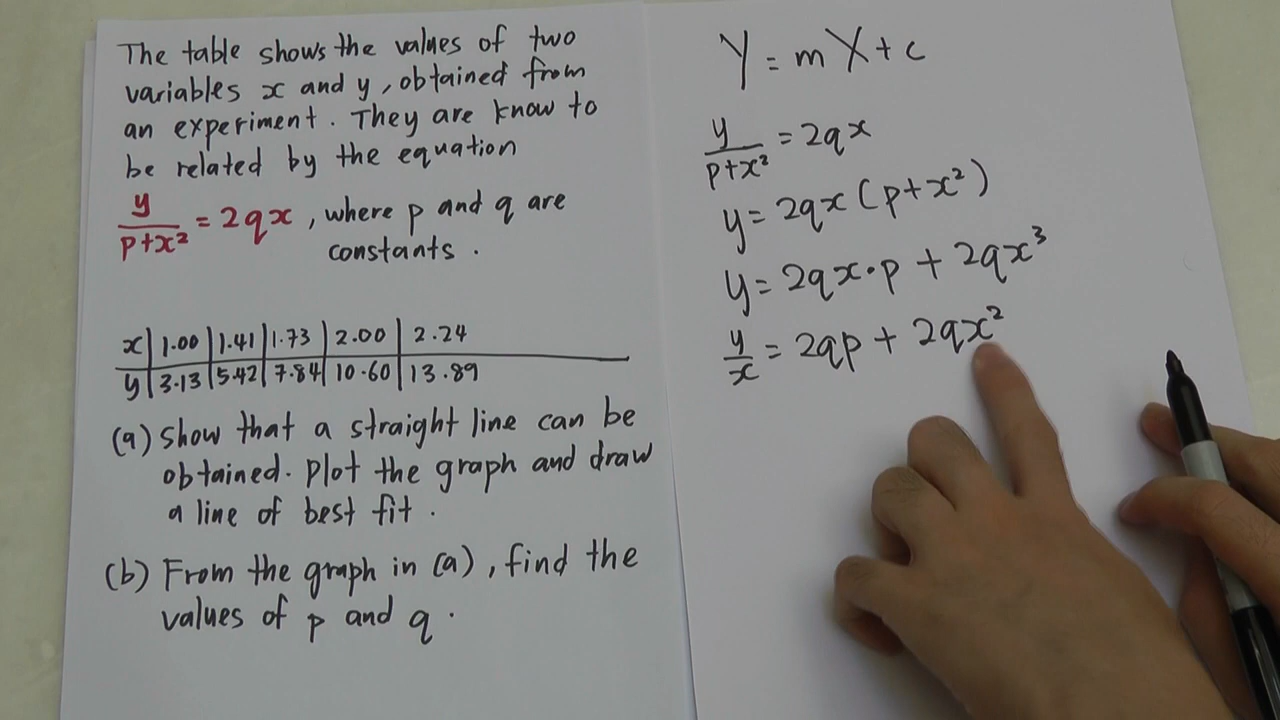 The table shows the values of two
variables x and y, obtained from
an experiment. They are know to
be related by the equation
y/(p+x²) = 2qx, where p and q are
constants.
x | 1.00 | 1.41 | 1.73 | 2.00 | 2.24
y | 3.13 | 5.42 | 7.84 | 10.60 | 13.89
(a) Show that a straight line can be
obtained. Plot the graph and draw
a line of best fit.
(b) From the graph in (a), find the
values of p and q.
Y = mX + c
y/(p+x²) = 2qx
y = 2qx(p+x²)
y = 2qx·p + 2qx³
y/x = 2qp + 2qx²